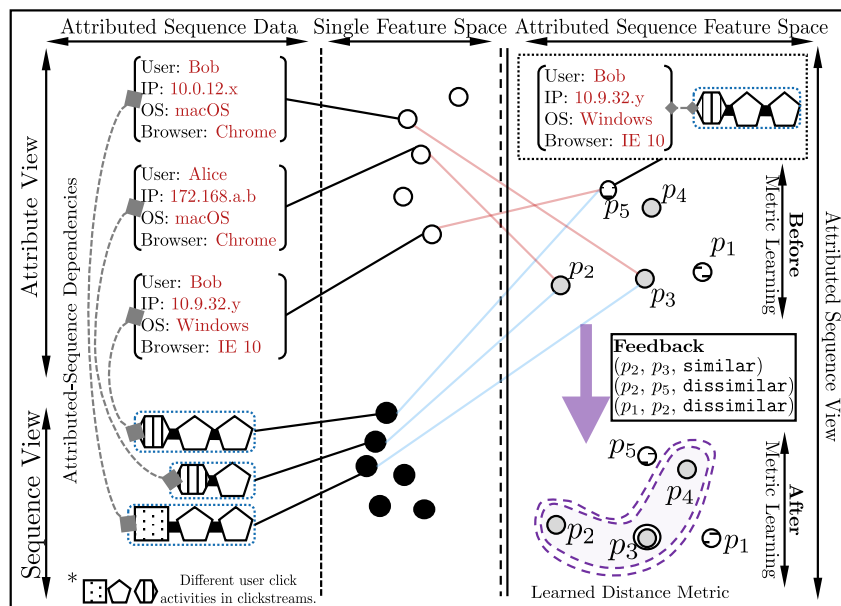 Attributed Sequence Data
Single Feature Space
Attributed Sequence Feature Space
Attribute View
Sequence View
Attributed-Sequence Dependencies
User: Bob
IP: 10.0.12.x
OS: macOS
Browser: Chrome
User: Alice
IP: 172.168.a.b
OS: macOS
Browser: Chrome
User: Bob
IP: 10.9.32.y
OS: Windows
Browser: IE 10
* Different user click
activities in clickstreams.
User: Bob
IP: 10.9.32.y
OS: Windows
Browser: IE 10
p5
p4
p1
p2
p3
Before
Metric Learning
Attributed Sequence View
Feedback
(p2, p3, similar)
(p2, p5, dissimilar)
(p1, p2, dissimilar)
p5
p4
p2
p3
p1
After
Metric Learning
Learned Distance Metric